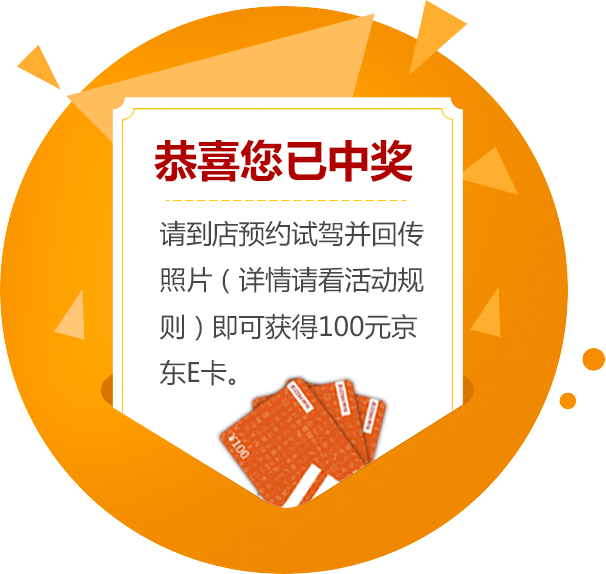 恭喜您已中奖
请到店预约试驾并回传
照片（详情请看活动规
则）即可获得100元京
东E卡。
¥100